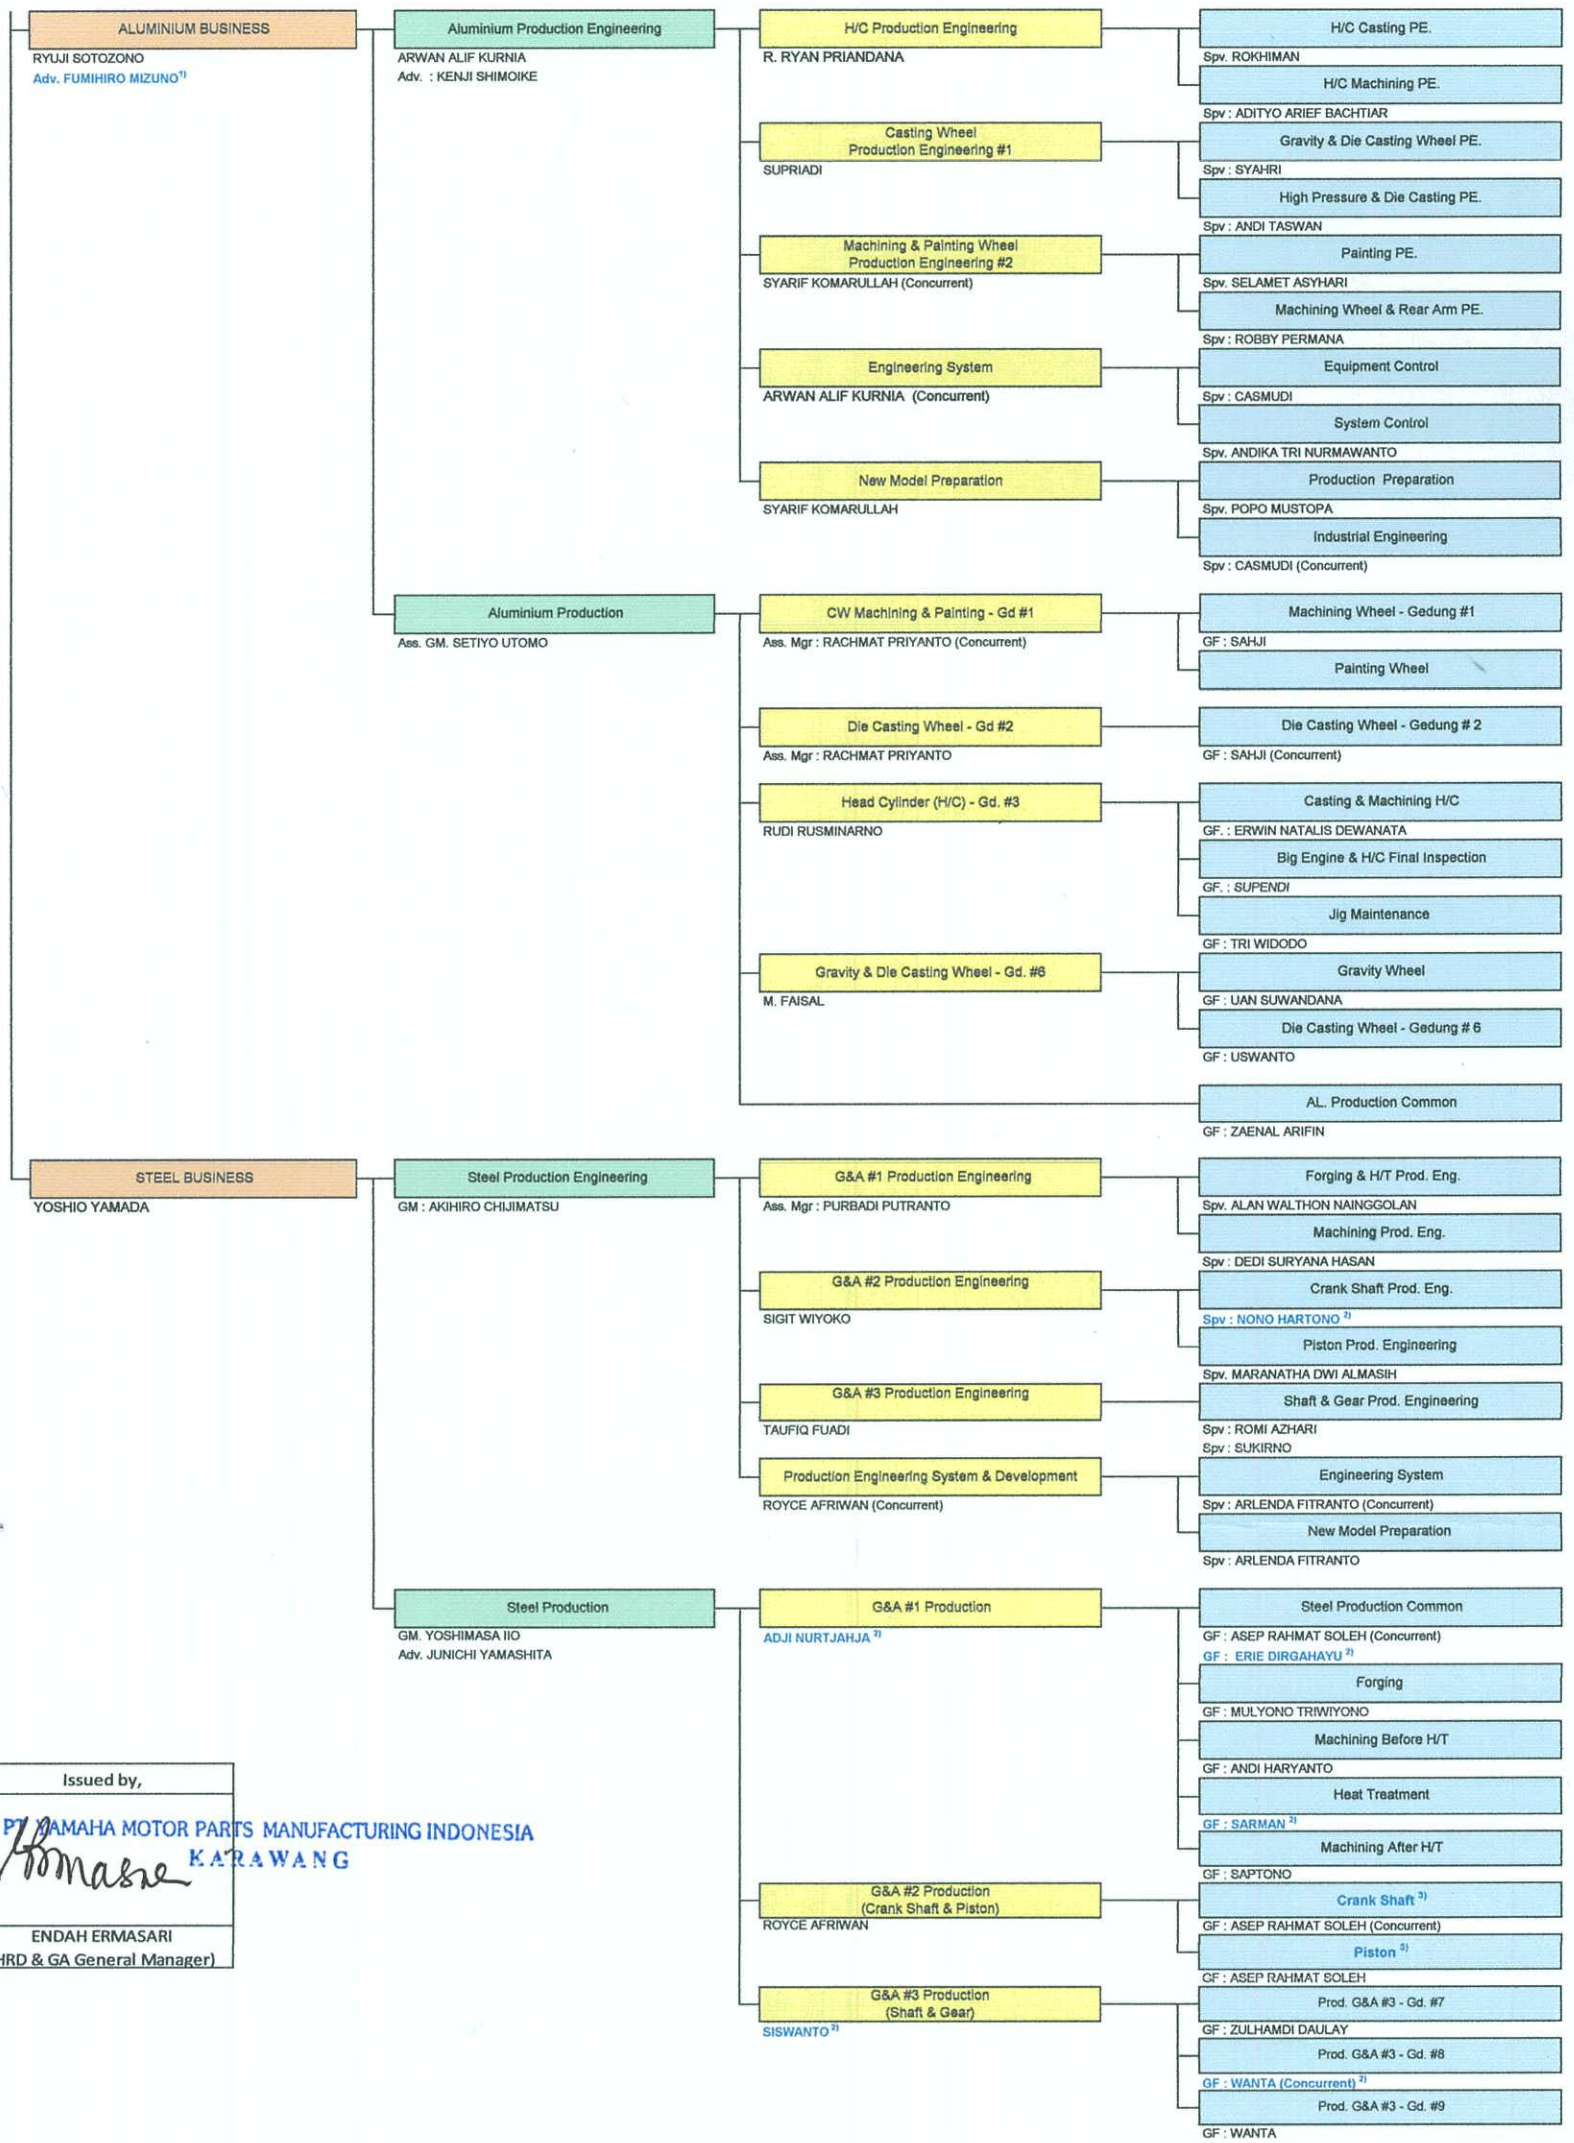 ALUMINIUM BUSINESS
RYUJI SOTOZONO
Adv. FUMIHIRO MIZUNO 1)
Aluminium Production Engineering
ARWAN ALIF KURNIA
Adv. : KENJI SHIMOIKE
H/C Production Engineering
R. RYAN PRIANDANA
H/C Casting PE.
Spv. ROKHIMAN
H/C Machining PE.
Spv : ADITYO ARIEF BACHTIAR
Casting Wheel
Production Engineering #1
SUPRIADI
Gravity & Die Casting Wheel PE.
Spv : SYAHRI
High Pressure & Die Casting PE.
Spv : ANDI TASWAN
Machining & Painting Wheel
Production Engineering #2
SYARIF KOMARULLAH (Concurrent)
Painting PE.
Spv. SELAMET ASYHARI
Machining Wheel & Rear Arm PE.
Spv : ROBBY PERMANA
Engineering System
ARWAN ALIF KURNIA (Concurrent)
Equipment Control
Spv : CASMUDI
System Control
Spv. ANDIKA TRI NURMAWANTO
New Model Preparation
SYARIF KOMARULLAH
Production Preparation
Spv. POPO MUSTOPA
Industrial Engineering
Spv : CASMUDI (Concurrent)
Aluminium Production
Ass. GM. SETIYO UTOMO
CW Machining & Painting - Gd #1
Ass. Mgr : RACHMAT PRIYANTO (Concurrent)
Machining Wheel - Gedung #1
GF : SAHJI
Painting Wheel
Die Casting Wheel - Gd #2
Ass. Mgr : RACHMAT PRIYANTO
Die Casting Wheel - Gedung # 2
GF : SAHJI (Concurrent)
Head Cylinder (H/C) - Gd. #3
RUDI RUSMINARNO
Casting & Machining H/C
GF. : ERWIN NATALIS DEWANATA
Big Engine & H/C Final Inspection
GF. : SUPENDI
Jig Maintenance
GF : TRI WIDODO
Gravity & Die Casting Wheel - Gd. #6
M. FAISAL
Gravity Wheel
GF : UAN SUWANDANA
Die Casting Wheel - Gedung # 6
GF : USWANTO
AL. Production Common
GF : ZAENAL ARIFIN
STEEL BUSINESS
YOSHIO YAMADA
Steel Production Engineering
GM : AKIHIRO CHIJIMATSU
G&A #1 Production Engineering
Ass. Mgr : PURBADI PUTRANTO
Forging & H/T Prod. Eng.
Spv. ALAN WALTHON NAINGGOLAN
Machining Prod. Eng.
Spv : DEDI SURYANA HASAN
G&A #2 Production Engineering
SIGIT WIYOKO
Crank Shaft Prod. Eng.
Spv : NONO HARTONO 2)
Piston Prod. Engineering
Spv. MARANATHA DWI ALMASIH
G&A #3 Production Engineering
TAUFIQ FUADI
Shaft & Gear Prod. Engineering
Spv : ROMI AZHARI
Spv : SUKIRNO
Production Engineering System & Development
ROYCE AFRIWAN (Concurrent)
Engineering System
Spv : ARLENDA FITRANTO (Concurrent)
New Model Preparation
Spv : ARLENDA FITRANTO
Steel Production
GM. YOSHIMASA IIO
Adv. JUNICHI YAMASHITA
G&A #1 Production
ADJI NURTJAHJA 2)
Steel Production Common
GF : ASEP RAHMAT SOLEH (Concurrent)
GF : ERIE DIRGAHAYU 2)
Forging
GF : MULYONO TRIWIYONO
Machining Before H/T
GF : ANDI HARYANTO
Heat Treatment
GF : SARMAN 2)
Machining After H/T
GF : SAPTONO
G&A #2 Production
(Crank Shaft & Piston)
ROYCE AFRIWAN
Crank Shaft 3)
GF : ASEP RAHMAT SOLEH (Concurrent)
Piston 3)
GF : ASEP RAHMAT SOLEH
G&A #3 Production
(Shaft & Gear)
SISWANTO 2)
Prod. G&A #3 - Gd. #7
GF : ZULHAMDI DAULAY
Prod. G&A #3 - Gd. #8
GF : WANTA (Concurrent) 2)
Prod. G&A #3 - Gd. #9
GF : WANTA
Issued by,
PT YAMAHA MOTOR PARTS MANUFACTURING INDONESIA
KARAWANG
ENDAH ERMASARI
HRD & GA General Manager)